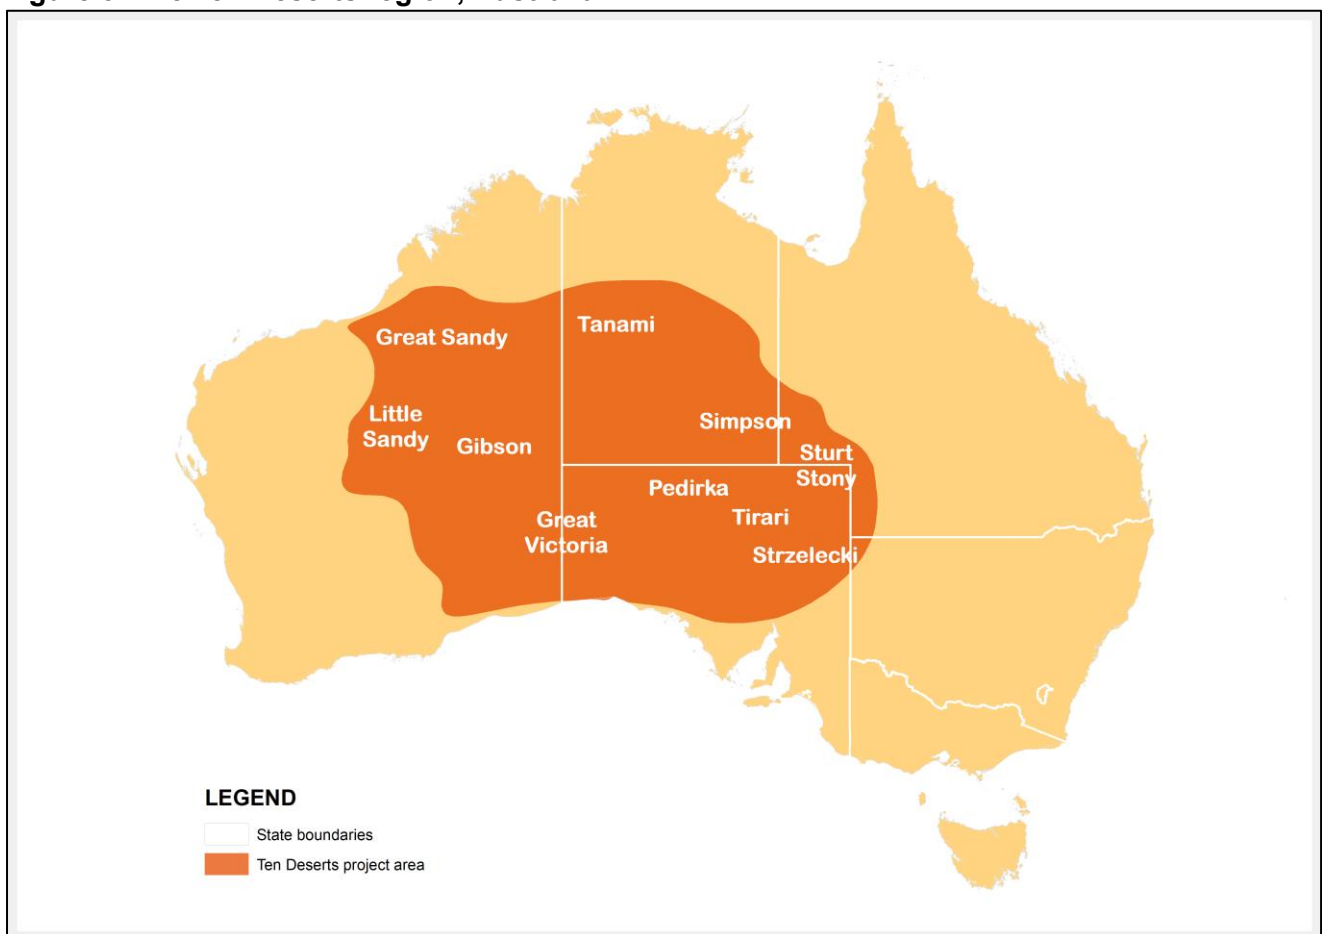 Great Sandy
Tanami
Little
Sandy
Gibson
Simpson
Sturt
Stony
Pedirka
Great
Victoria
Tirari
Strzelecki
LEGEND
State boundaries
Ten Deserts project area